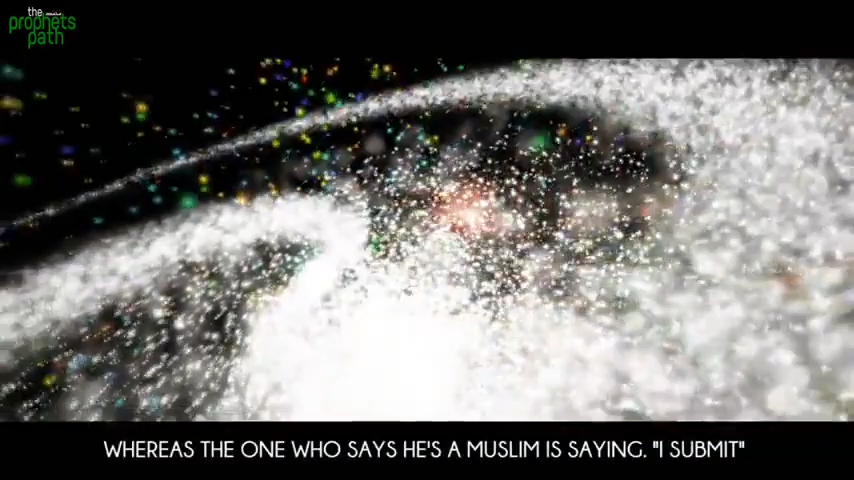 the
prophets
path
WHEREAS THE ONE WHO SAYS HE'S A MUSLIM IS SAYING. "I SUBMIT"